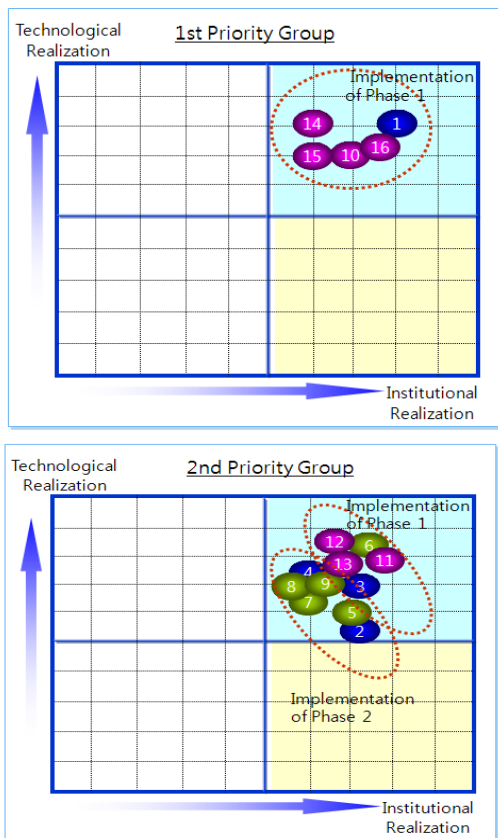 Technological
Realization
1st Priority Group
Implementation
of Phase 1
14
1
16
15
10
Institutional
Realization
Technological
Realization
2nd Priority Group
Implementation
of Phase 1
12
6
11
13
4
9
3
8
7
5
2
Implementation
of Phase 2
Institutional
Realization